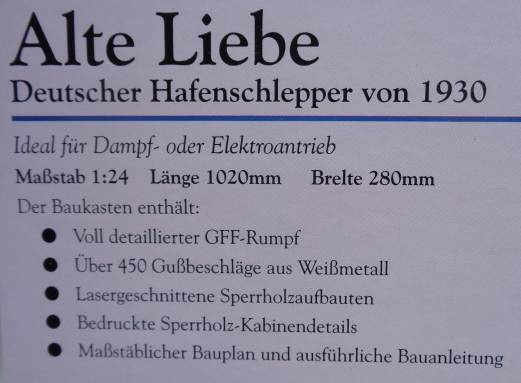 Alte Liebe
Deutscher Hafenschlepper von 1930
Ideal für Dampf- oder Elektroantrieb
Maßstab 1:24 Länge 1020mm Brelte 280mm
Der Baukasten enthält:
● Voll detaillierter GFF-Rumpf
● Über 450 Gußbeschläge aus Weißmetall
● Lasergeschnittene Sperrholzaufbauten
● Bedruckte Sperrholz-Kabinendetails
● Maßstäblicher Bauplan und ausführliche Bauanleitung